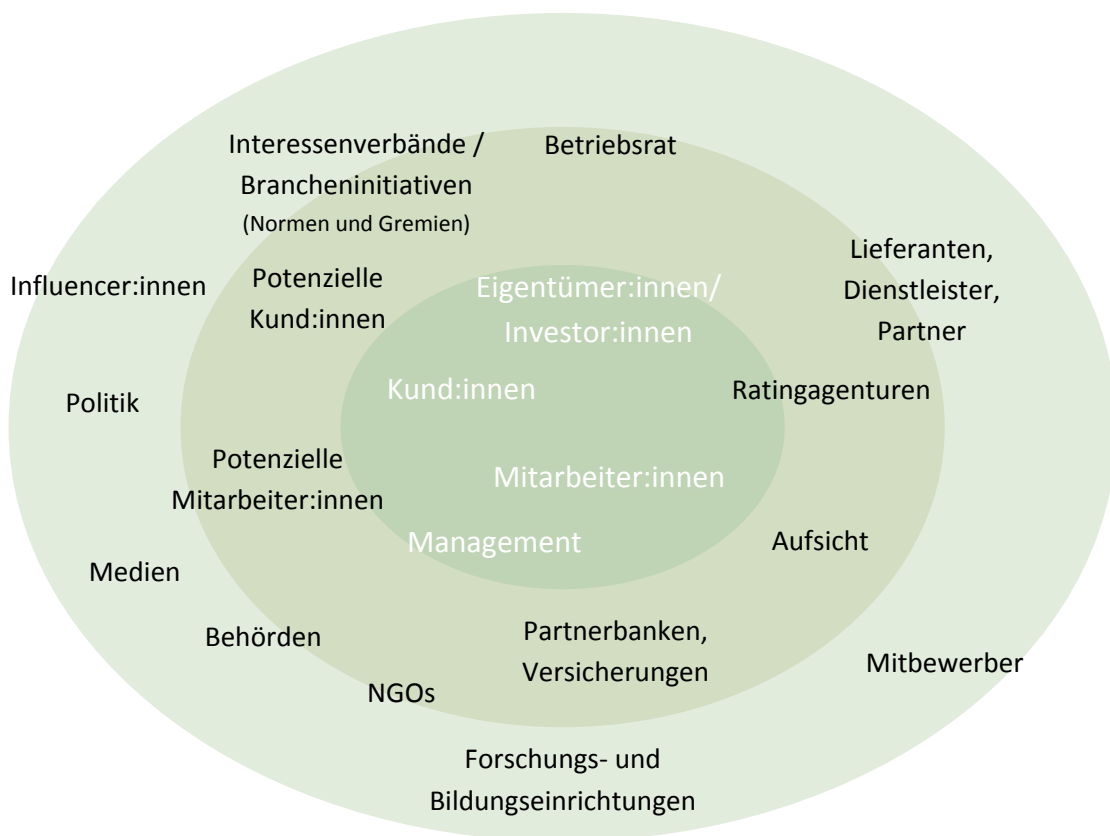 Interessenverbände /
Brancheninitiativen
(Normen und Gremien)
Betriebsrat
Lieferanten,
Dienstleister,
Partner
Influencer:innen
Potenzielle
Kund:innen
Eigentümer:innen/
Investor:innen
Kund:innen
Ratingagenturen
Politik
Potenzielle
Mitarbeiter:innen
Mitarbeiter:innen
Management
Aufsicht
Medien
Behörden
Partnerbanken,
Versicherungen
Mitbewerber
NGOs
Forschungs- und
Bildungseinrichtungen